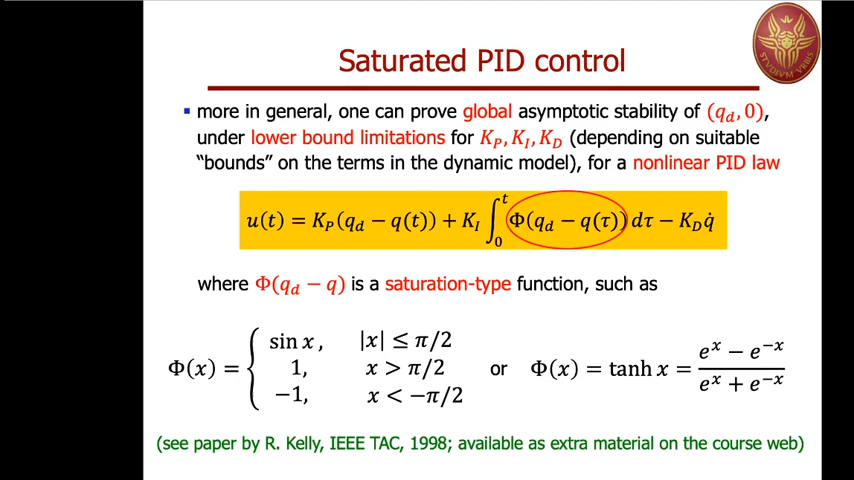 Saturated PID control
▪ more in general, one can prove global asymptotic stability of (q_d, 0),
under lower bound limitations for K_P, K_I, K_D (depending on suitable
“bounds” on the terms in the dynamic model), for a nonlinear PID law
u(t) = K_P(q_d − q(t)) + K_I ∫_0^t Φ(q_d − q(τ)) dτ − K_D q̇
where Φ(q_d − q) is a saturation-type function, such as
Φ(x) = { sin x, |x| ≤ π/2
1, x > π/2
−1, x < −π/2
or Φ(x) = tanh x = (e^x − e^{−x}) / (e^x + e^{−x})
(see paper by R. Kelly, IEEE TAC, 1998; available as extra material on the course web)
STVDIVM VRBIS